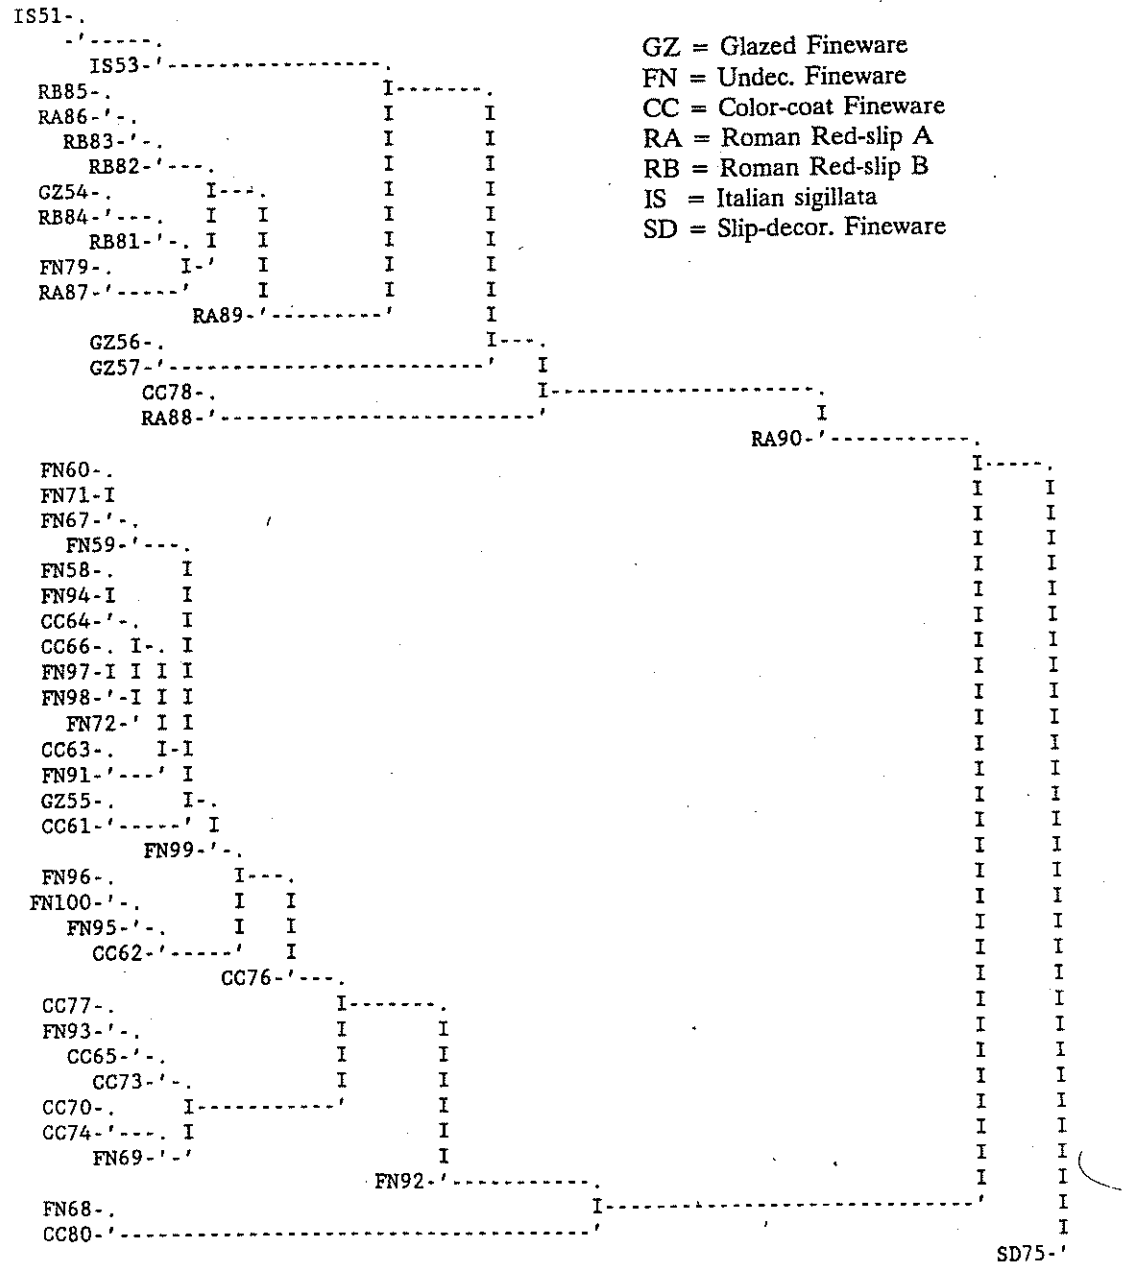 IS51
IS53
GZ = Glazed Fineware
FN = Undec. Fineware
CC = Color-coat Fineware
RA = Roman Red-slip A
RB = Roman Red-slip B
IS = Italian sigillata
SD = Slip-decor. Fineware
RB85
RA86
RB83
RB82
GZ54
RB84
RB81
FN79
RA87
RA89
GZ56
GZ57
CC78
RA88
RA90
FN60
FN71
FN67
FN59
FN58
FN94
CC64
CC66
FN97
FN98
FN72
CC63
FN91
GZ55
CC61
FN99
FN96
FN100
FN95
CC62
CC76
CC77
FN93
CC65
CC73
CC70
CC74
FN69
FN92
FN68
CC80
SD75